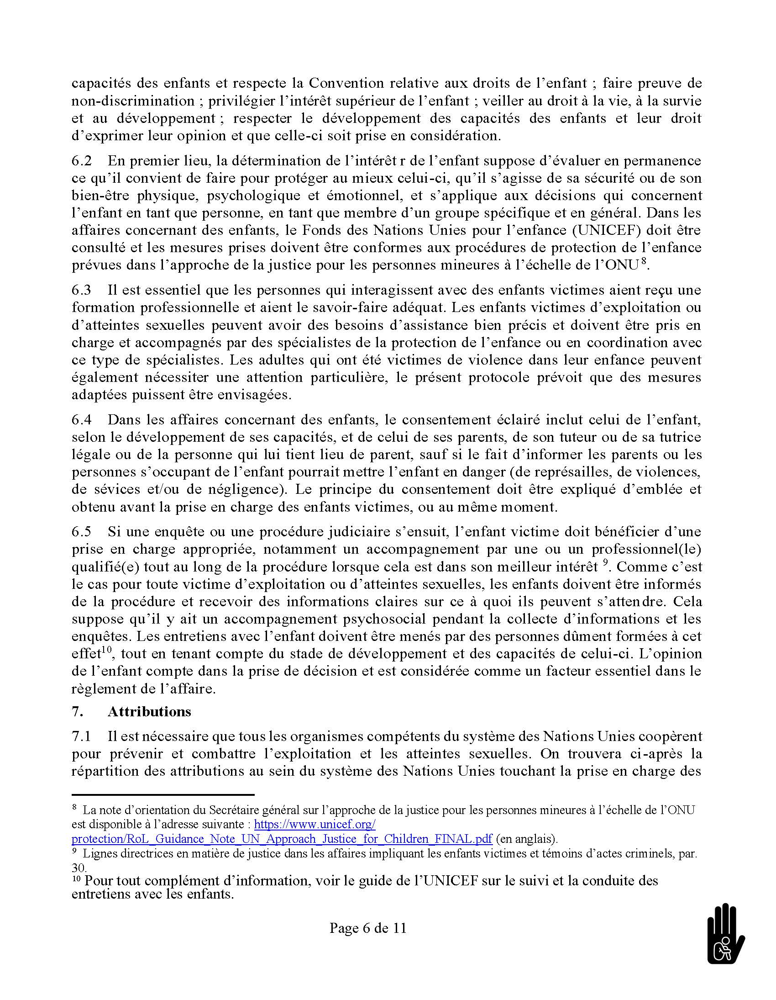 capacités des enfants et respecte la Convention relative aux droits de l’enfant ; faire preuve de
non-discrimination ; privilégier l’intérêt supérieur de l’enfant ; veiller au droit à la vie, à la survie
et au développement ; respecter le développement des capacités des enfants et leur droit
d’exprimer leur opinion et que celle-ci soit prise en considération.
6.2 En premier lieu, la détermination de l’intérêt r de l’enfant suppose d’évaluer en permanence
ce qu’il convient de faire pour protéger au mieux celui-ci, qu’il s’agisse de sa sécurité ou de son
bien-être physique, psychologique et émotionnel, et s’applique aux décisions qui concernent
l’enfant en tant que personne, en tant que membre d’un groupe spécifique et en général. Dans les
affaires concernant des enfants, le Fonds des Nations Unies pour l’enfance (UNICEF) doit être
consulté et les mesures prises doivent être conformes aux procédures de protection de l’enfance
prévues dans l’approche de la justice pour les personnes mineures à l’échelle de l’ONU⁸.
6.3 Il est essentiel que les personnes qui interagissent avec des enfants victimes aient reçu une
formation professionnelle et aient le savoir-faire adéquat. Les enfants victimes d’exploitation ou
d’atteintes sexuelles peuvent avoir des besoins d’assistance bien précis et doivent être pris en
charge et accompagnés par des spécialistes de la protection de l’enfance ou en coordination avec
ce type de spécialistes. Les adultes qui ont été victimes de violence dans leur enfance peuvent
également nécessiter une attention particulière, le présent protocole prévoit que des mesures
adaptées puissent être envisagées.
6.4 Dans les affaires concernant des enfants, le consentement éclairé inclut celui de l’enfant,
selon le développement de ses capacités, et de celui de ses parents, de son tuteur ou de sa tutrice
légale ou de la personne qui lui tient lieu de parent, sauf si le fait d’informer les parents ou les
personnes s’occupant de l’enfant pourrait mettre l’enfant en danger (de représailles, de violences,
de sévices et/ou de négligence). Le principe du consentement doit être expliqué d’emblée et
obtenu avant la prise en charge des enfants victimes, ou au même moment.
6.5 Si une enquête ou une procédure judiciaire s’ensuit, l’enfant victime doit bénéficier d’une
prise en charge appropriée, notamment un accompagnement par une ou un professionnel(le)
qualifié(e) tout au long de la procédure lorsque cela est dans son meilleur intérêt ⁹. Comme c’est
le cas pour toute victime d’exploitation ou d’atteintes sexuelles, les enfants doivent être informés
de la procédure et recevoir des informations claires sur ce à quoi ils peuvent s’attendre. Cela
suppose qu’il y ait un accompagnement psychosocial pendant la collecte d’informations et les
enquêtes. Les entretiens avec l’enfant doivent être menés par des personnes dûment formées à cet
effet¹⁰, tout en tenant compte du stade de développement et des capacités de celui-ci. L’opinion
de l’enfant compte dans la prise de décision et est considérée comme un facteur essentiel dans le
règlement de l’affaire.
7. Attributions
7.1 Il est nécessaire que tous les organismes compétents du système des Nations Unies coopèrent
pour prévenir et combattre l’exploitation et les atteintes sexuelles. On trouvera ci-après la
répartition des attributions au sein du système des Nations Unies touchant la prise en charge des
⁸ La note d’orientation du Secrétaire général sur l’approche de la justice pour les personnes mineures à l’échelle de l’ONU
est disponible à l’adresse suivante : https://www.unicef.org/
protection/RoL_Guidance_Note_UN_Approach_Justice_for_Children_FINAL.pdf (en anglais).
⁹ Lignes directrices en matière de justice dans les affaires impliquant les enfants victimes et témoins d’actes criminels, par.
30.
¹⁰ Pour tout complément d’information, voir le guide de l’UNICEF sur le suivi et la conduite des
entretiens avec les enfants.
Page 6 de 11